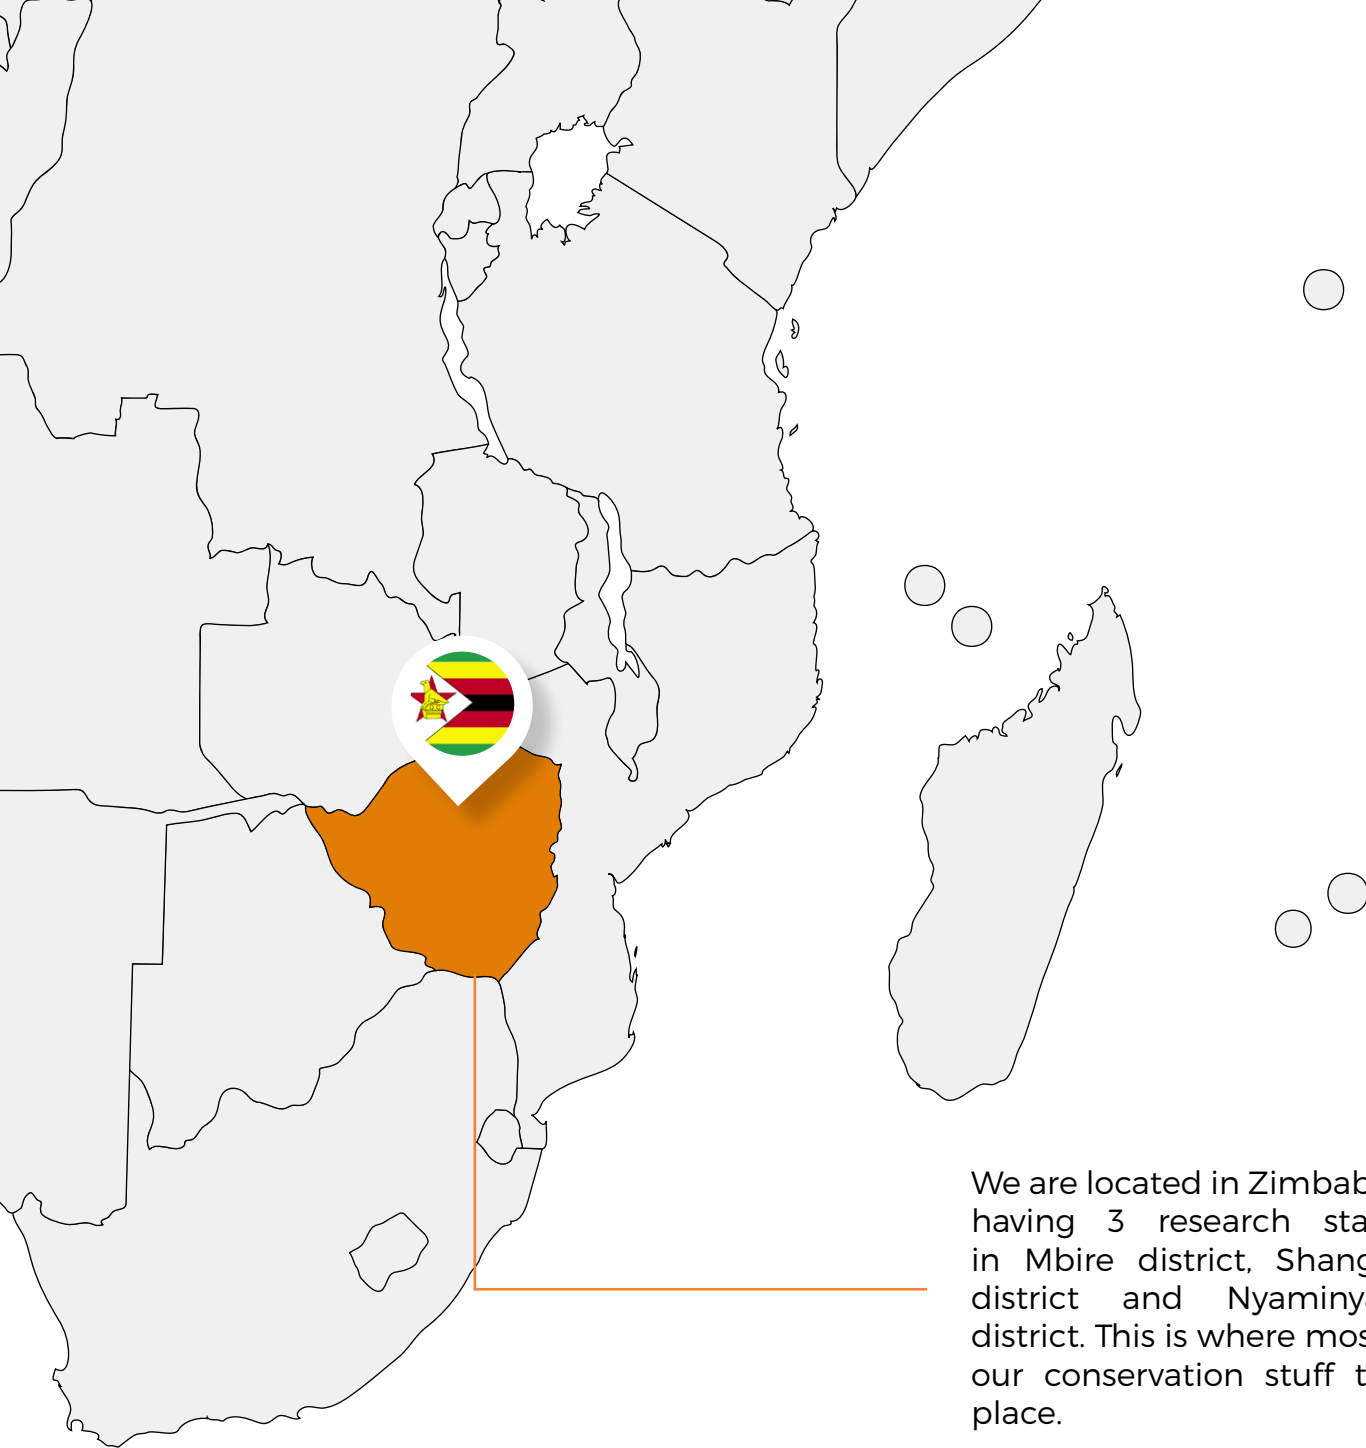 We are located in Zimbab
having 3 research sta
in Mbire district, Shang
district and Nyaminya
district. This is where mos
our conservation stuff t
place.